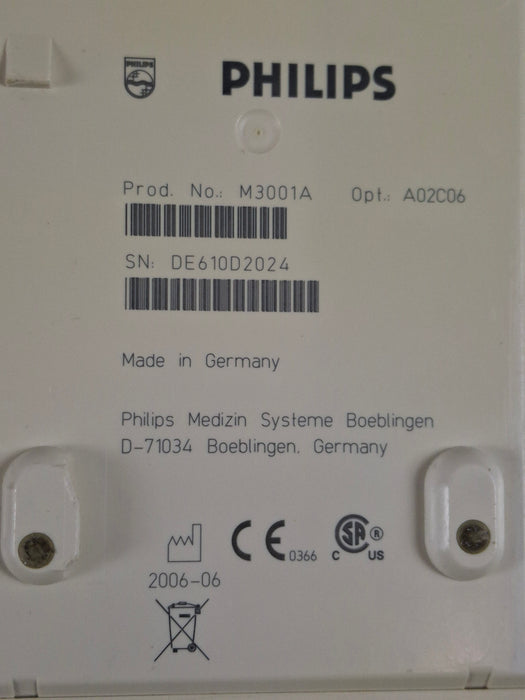 PHILIPS
PHILIPS
Prod. No.: M3001A Opt.: A02C06
SN: DE610D2024
Made in Germany
Philips Medizin Systeme Boeblingen
D-71034 Boeblingen, Germany
CE 0366
C SA ® C US
2006-06